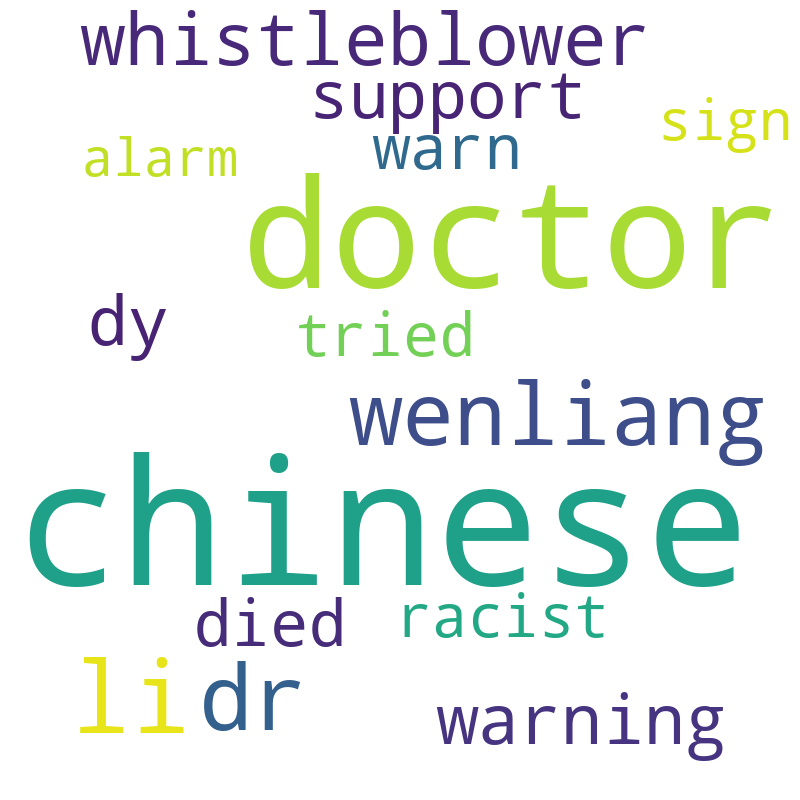 whistleblower
support
sign
alarm
warn
doctor
dy
tried
wenliang
chinese
died
racist
li
dr
warning